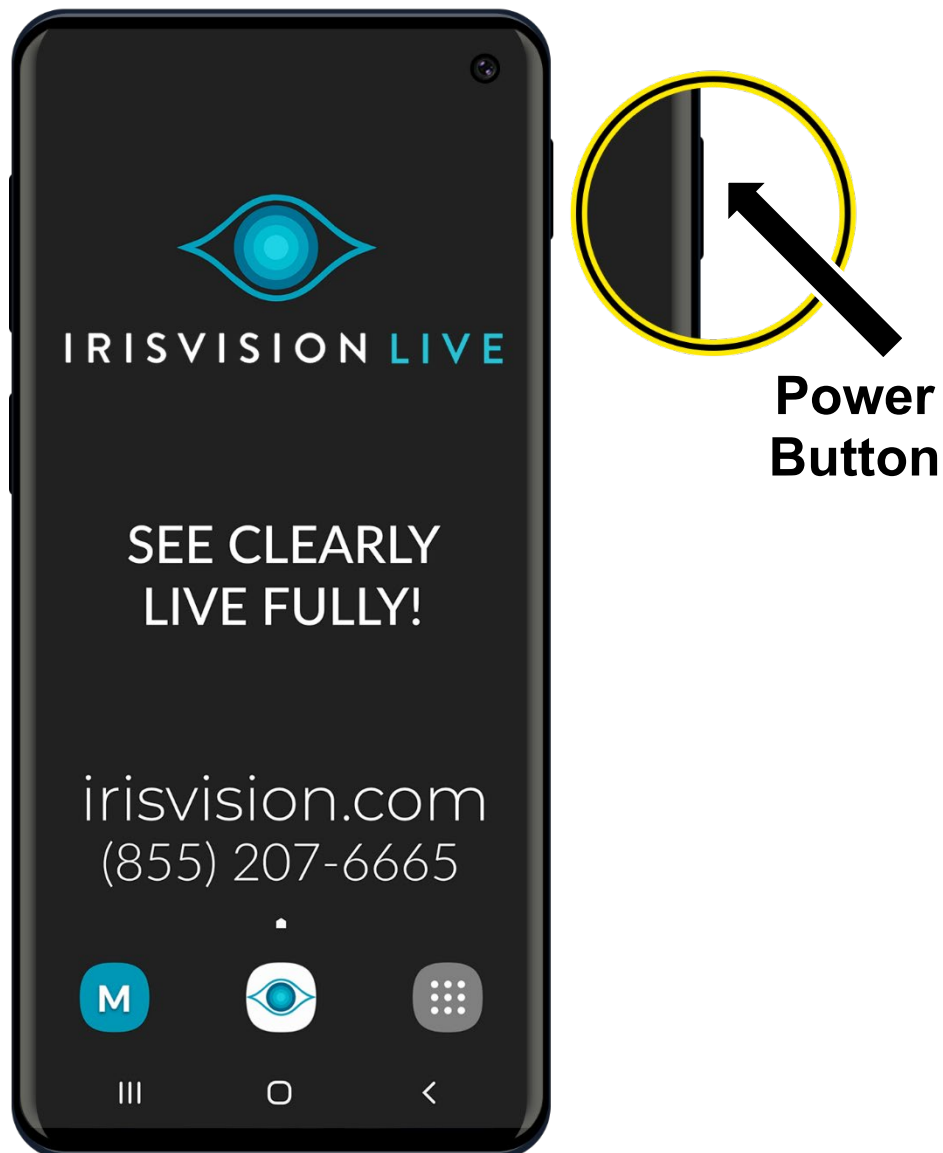 IRISVISION LIVE
SEE CLEARLY
LIVE FULLY!
irisvision.com
(855) 207-6665
M
Power
Button